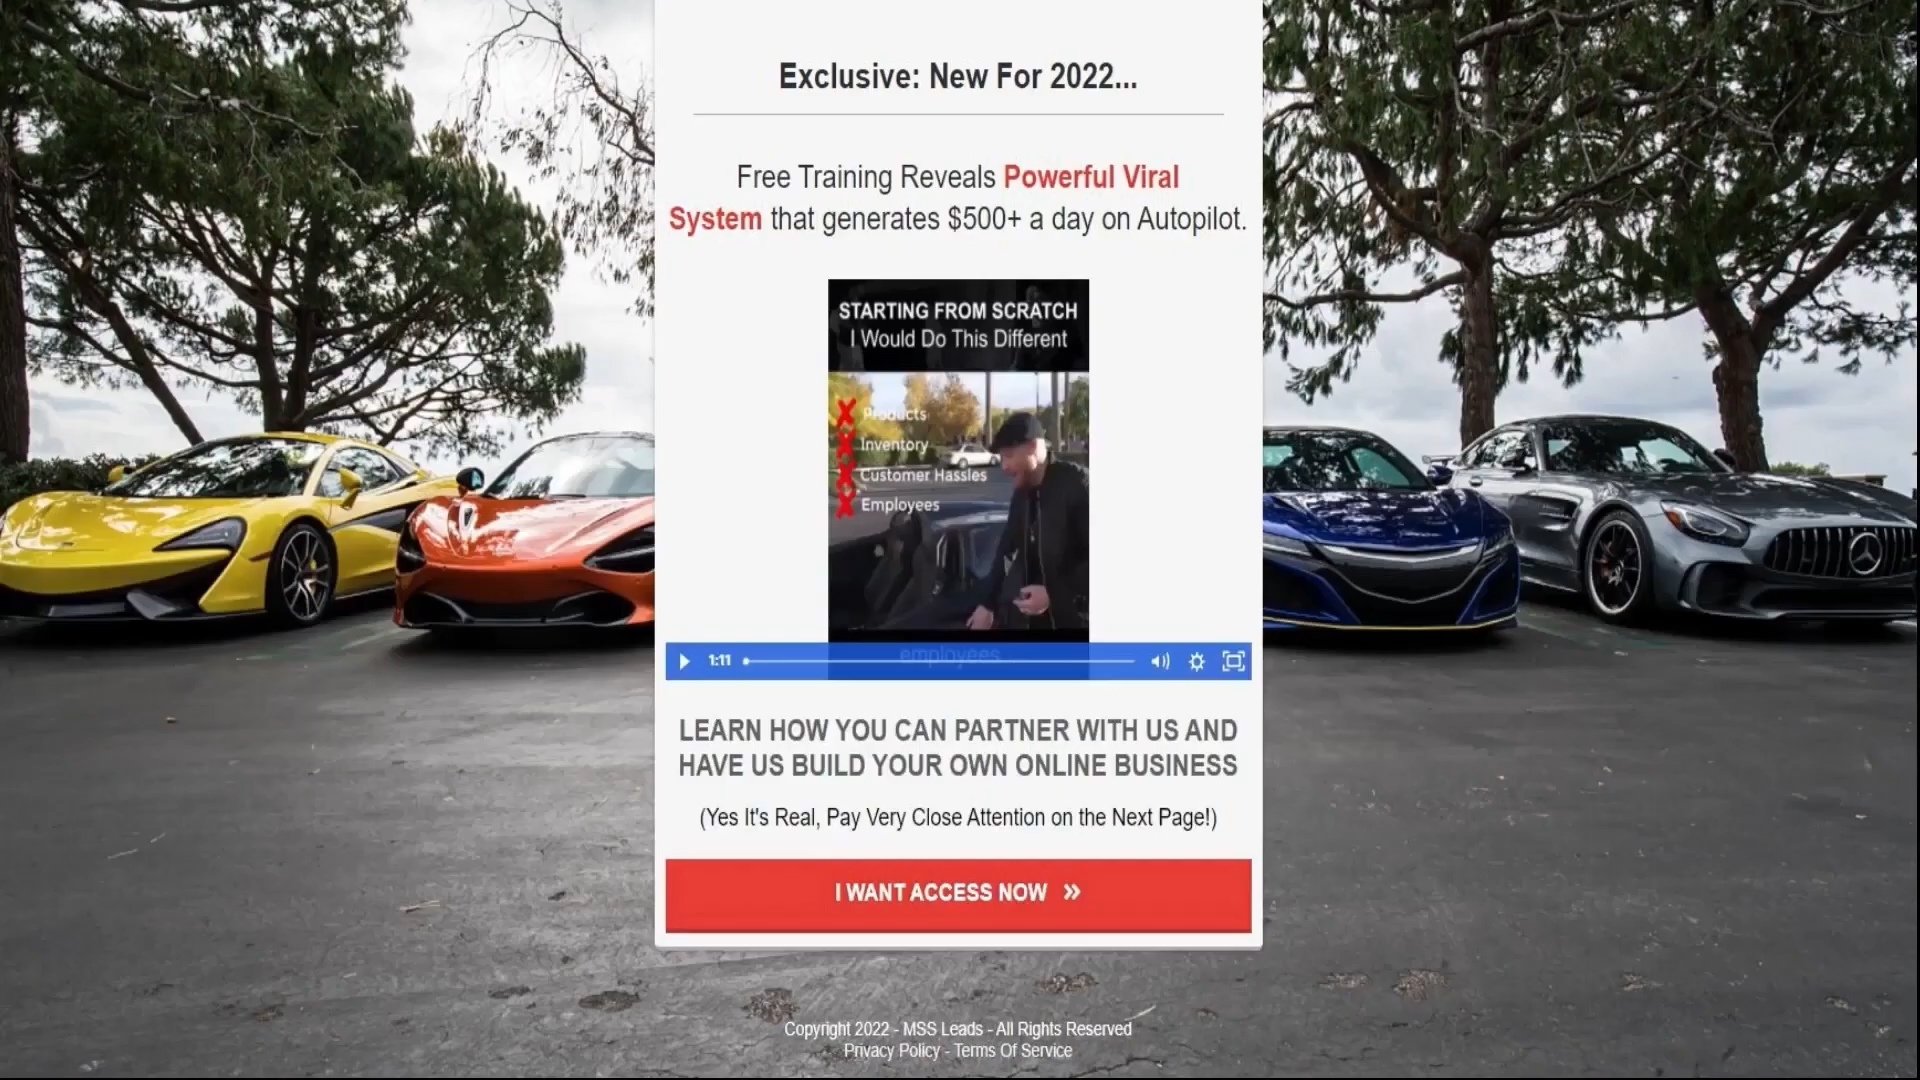 Exclusive: New For 2022...
Free Training Reveals Powerful Viral
System that generates $500+ a day on Autopilot.
STARTING FROM SCRATCH
I Would Do This Different
Products
Inventory
Customer Hassles
Employees
employees
1:11
LEARN HOW YOU CAN PARTNER WITH US AND
HAVE US BUILD YOUR OWN ONLINE BUSINESS
(Yes It's Real, Pay Very Close Attention on the Next Page!)
I WANT ACCESS NOW »
Copyright 2022 - MSS Leads - All Rights Reserved
Privacy Policy - Terms Of Service